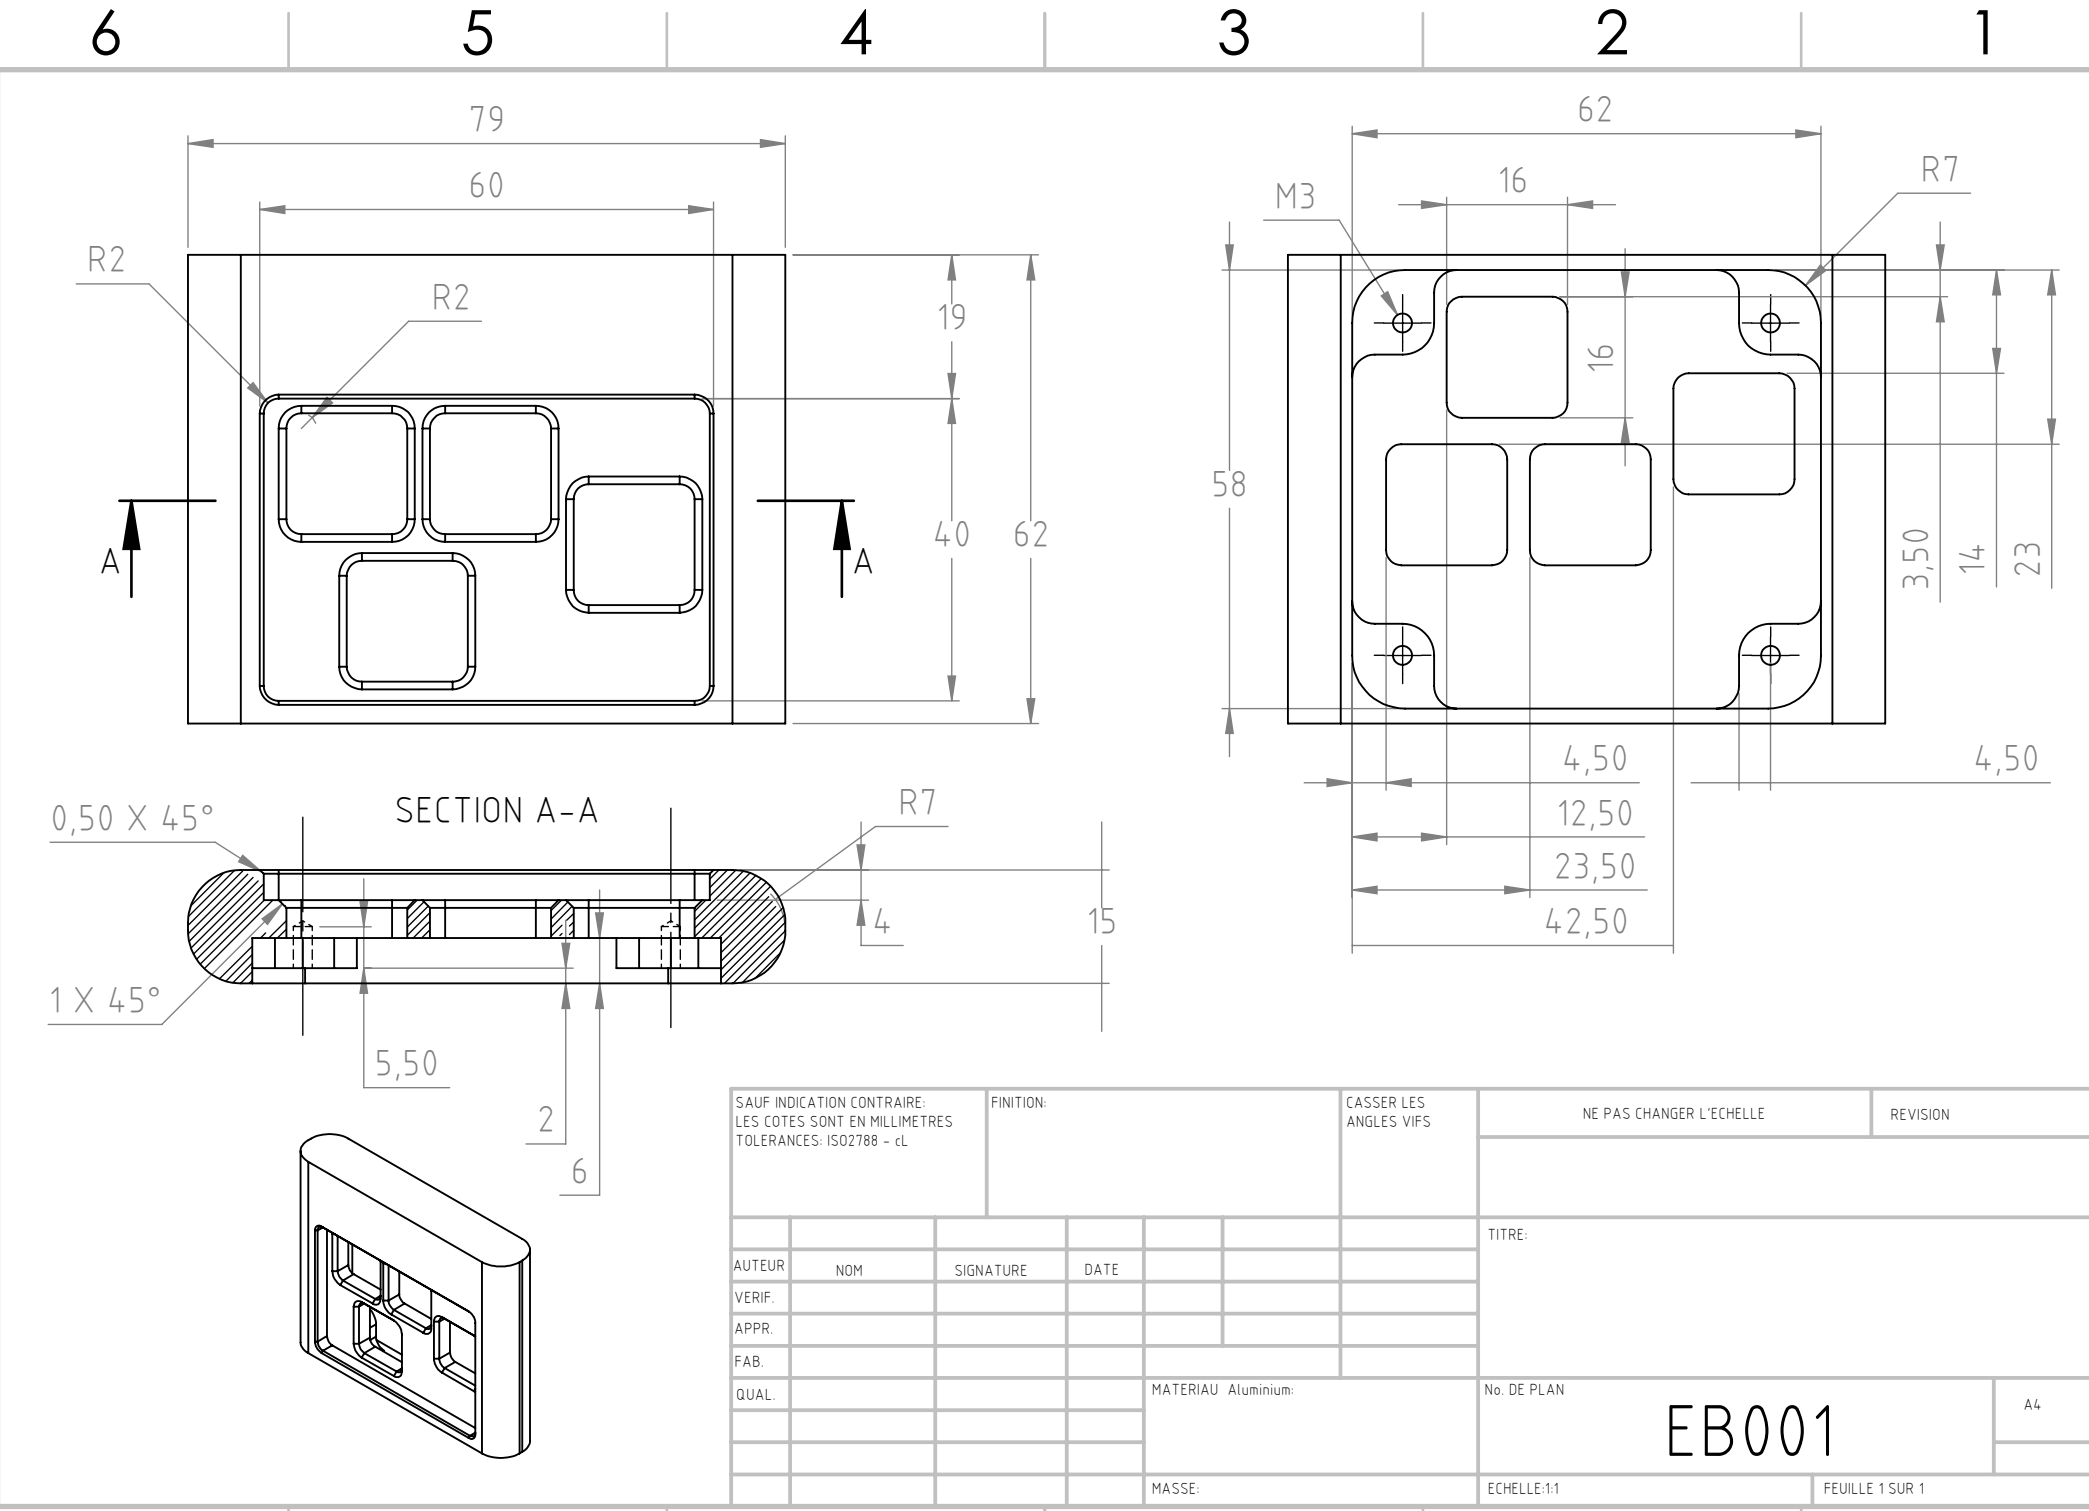 6 5 4 3 2 1
79
60
R2
R2
19
40
62
A
A
62
16
M3
R7
16
58
3,50
14
23
4,50
4,50
12,50
23,50
42,50
SECTION A-A
0,50 X 45°
R7
4
15
1 X 45°
5,50
2
6
SAUF INDICATION CONTRAIRE:
LES COTES SONT EN MILLIMETRES
TOLERANCES: ISO2788 - cL
FINITION:
CASSER LES
ANGLES VIFS
NE PAS CHANGER L'ECHELLE
REVISION
TITRE:
AUTEUR NOM SIGNATURE DATE
VERIF.
APPR.
FAB.
QUAL.
MATERIAU Aluminium:
No. DE PLAN
EB001
A4
MASSE:
ECHELLE:1:1
FEUILLE 1 SUR 1